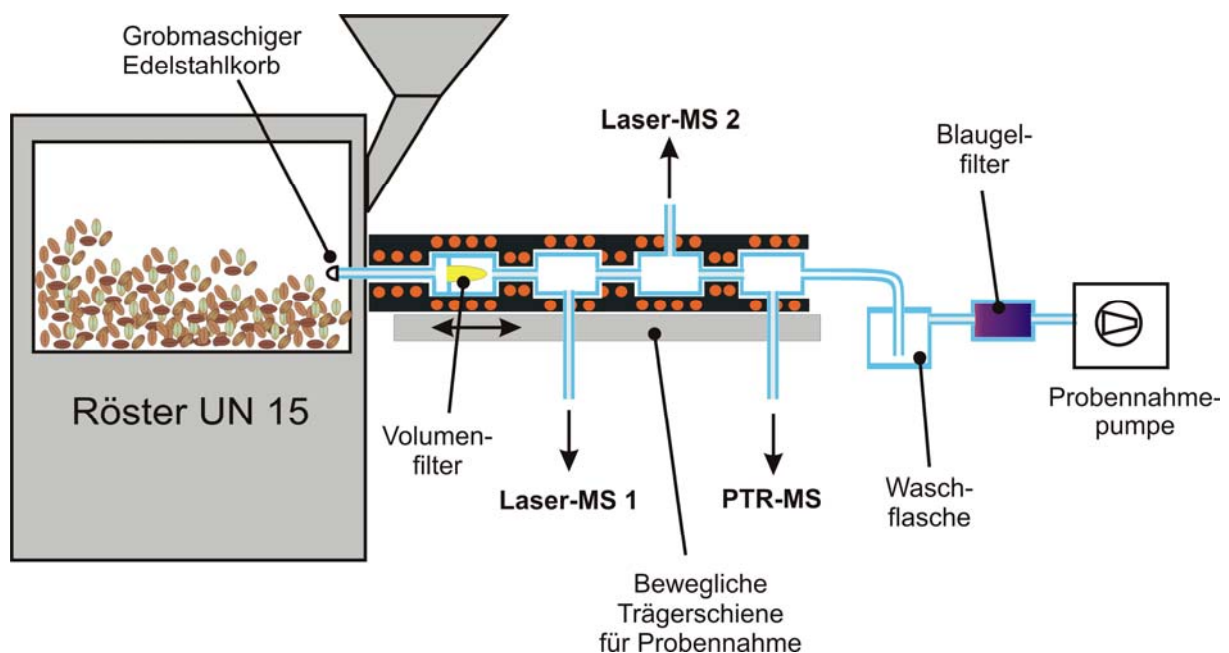 Grobmaschiger
Edelstahlkorb
Laser-MS 2
Blaugel-
filter
Röster UN 15
Volumen-
filter
Laser-MS 1
PTR-MS
Wasch-
flasche
Probennahme-
pumpe
Bewegliche
Trägerschiene
für Probennahme